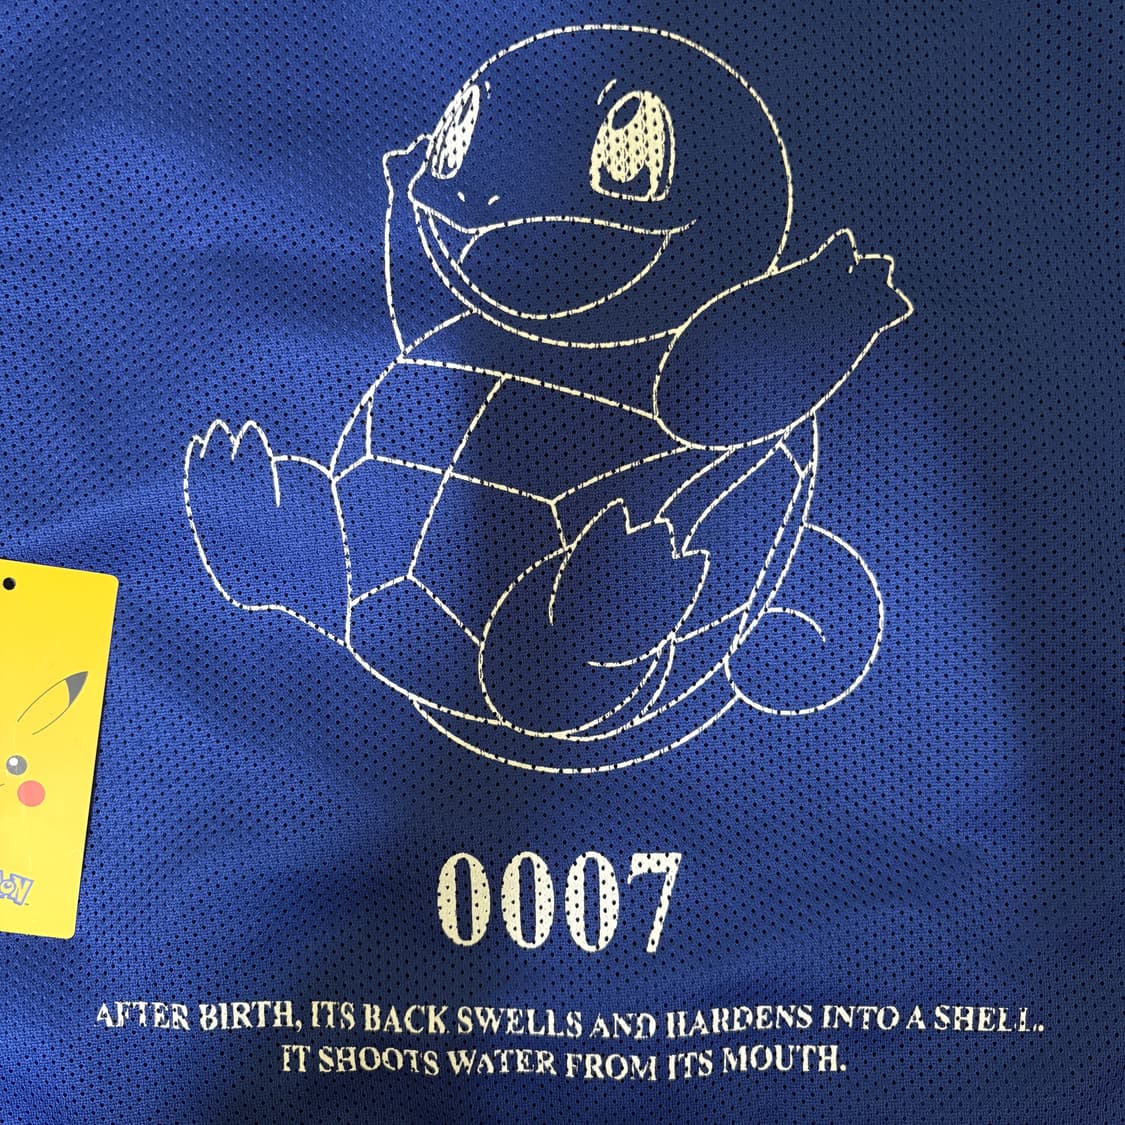 0007
AFTER BIRTH, ITS BACK SWELLS AND HARDENS INTO A SHELL.
IT SHOOTS WATER FROM ITS MOUTH.